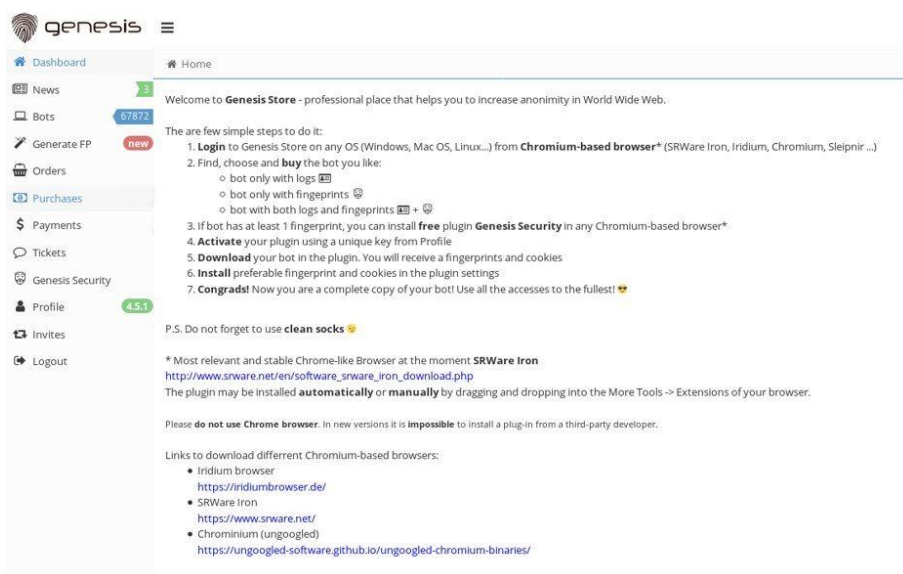 genesis
Dashboard
News 3
Bots 67872
Generate FP new
Orders
Purchases
Payments
Tickets
Genesis Security
Profile 4.5.1
Invites
Logout
Home
Welcome to Genesis Store - professional place that helps you to increase anonimity in World Wide Web.
The are few simple steps to do it:
1. Login to Genesis Store on any OS (Windows, Mac OS, Linux...) from Chromium-based browser* (SRWare Iron, Iridium, Chromium, Sleipnir ...)
2. Find, choose and buy the bot you like:
bot only with logs
bot only with fingeprints
bot with both logs and fingeprints +
3. If bot has at least 1 fingerprint, you can install free plugin Genesis Security in any Chromium-based browser*
4. Activate your plugin using a unique key from Profile
5. Download your bot in the plugin. You will receive a fingerprints and cookies
6. Install preferable fingerprint and cookies in the plugin settings
7. Congrads! Now you are a complete copy of your bot! Use all the accesses to the fullest! 😎
P.S. Do not forget to use clean socks 😉
* Most relevant and stable Chrome-like Browser at the moment SRWare Iron
http://www.srware.net/en/software_srware_iron_download.php
The plugin may be installed automatically or manually by dragging and dropping into the More Tools -> Extensions of your browser.
Please do not use Chrome browser. In new versions it is impossible to install a plug-in from a third-party developer.
Links to download differrent Chromium-based browsers:
Iridium browser
https://iridiumbrowser.de/
SRWare Iron
https://www.srware.net/
Chrominium (ungoogled)
https://ungoogled-software.github.io/ungoogled-chromium-binaries/